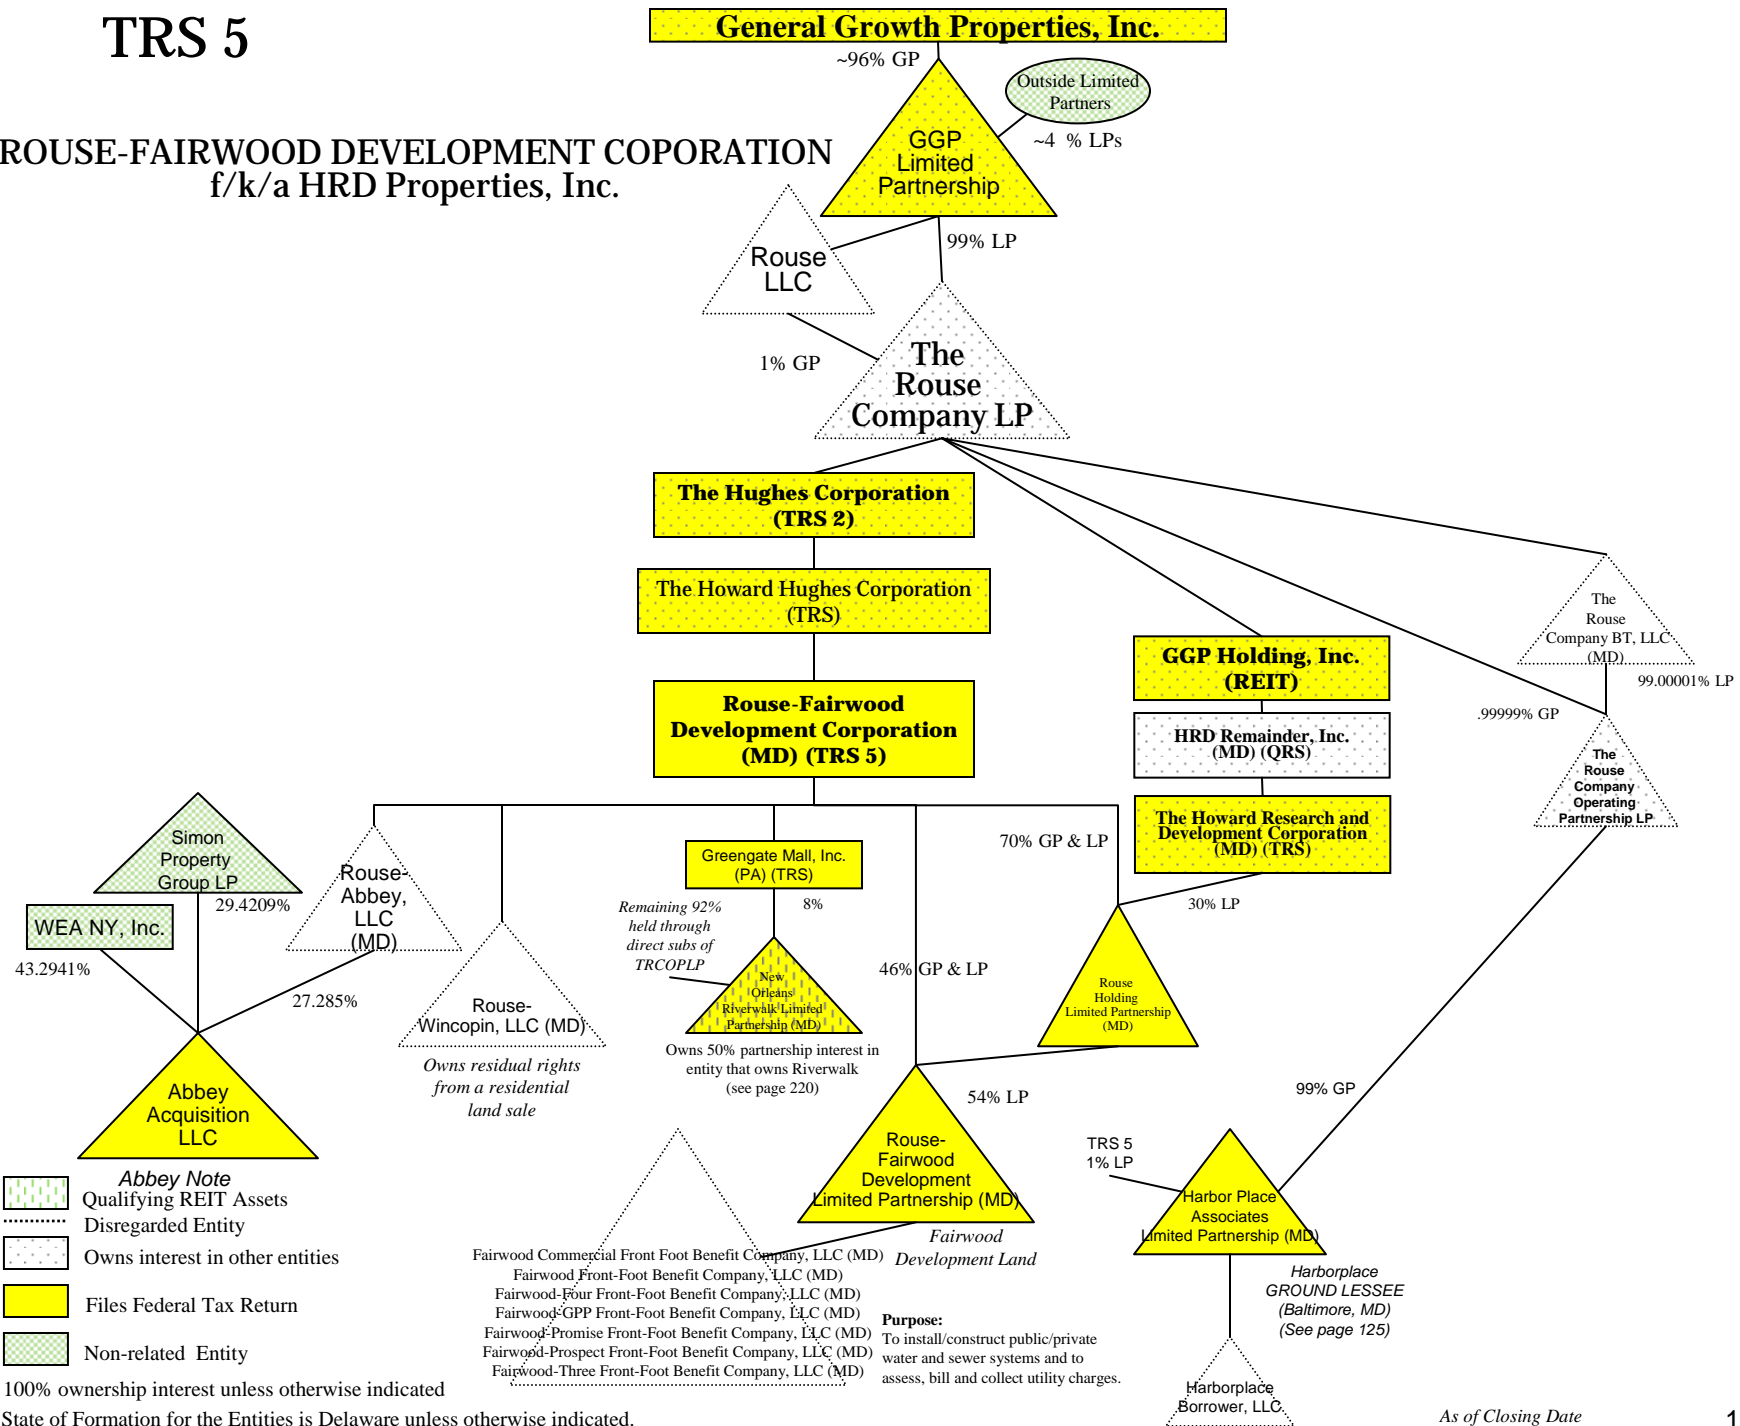 TRS 5
General Growth Properties, Inc.
~96% GP
Outside Limited
Partners
~4 % LPs
GGP
Limited
Partnership
ROUSE-FAIRWOOD DEVELOPMENT COPORATION
f/k/a HRD Properties, Inc.
99% LP
Rouse
LLC
1% GP
The
Rouse
Company LP
The Hughes Corporation
(TRS 2)
The Howard Hughes Corporation
(TRS)
Rouse-Fairwood
Development Corporation
(MD) (TRS 5)
GGP Holding, Inc.
(REIT)
HRD Remainder, Inc.
(MD) (QRS)
The Howard Research and
Development Corporation
(MD) (TRS)
The
Rouse
Company BT, LLC
(MD)
99.00001% LP
.99999% GP
The
Rouse
Company
Operating
Partnership LP
Simon
Property
Group LP
29.4209%
WEA NY, Inc.
43.2941%
Rouse-
Abbey,
LLC
(MD)
27.285%
Abbey
Acquisition
LLC
Abbey Note
Rouse-
Wincopin, LLC (MD)
Owns residual rights
from a residential
land sale
Greengate Mall, Inc.
(PA) (TRS)
8%
Remaining 92%
held through
direct subs of
TRCOPLP
New
Orleans
Riverwalk Limited
Partnership (MD)
Owns 50% partnership interest in
entity that owns Riverwalk
(see page 220)
46% GP & LP
70% GP & LP
30% LP
Rouse
Holding
Limited Partnership
(MD)
54% LP
Rouse-
Fairwood
Development
Limited Partnership (MD)
Fairwood
Development Land
99% GP
TRS 5
1% LP
Harbor Place
Associates
Limited Partnership (MD)
Harborplace
GROUND LESSEE
(Baltimore, MD)
(See page 125)
Harborplace
Borrower, LLC
Fairwood Commercial Front Foot Benefit Company, LLC (MD)
Fairwood Front-Foot Benefit Company, LLC (MD)
Fairwood-Four Front-Foot Benefit Company, LLC (MD)
Fairwood-GPP Front-Foot Benefit Company, LLC (MD)
Fairwood-Promise Front-Foot Benefit Company, LLC (MD)
Fairwood-Prospect Front-Foot Benefit Company, LLC (MD)
Fairwood-Three Front-Foot Benefit Company, LLC (MD)
Purpose:
To install/construct public/private
water and sewer systems and to
assess, bill and collect utility charges.
Qualifying REIT Assets
Disregarded Entity
Owns interest in other entities
Files Federal Tax Return
Non-related Entity
100% ownership interest unless otherwise indicated
State of Formation for the Entities is Delaware unless otherwise indicated.
As of Closing Date
1